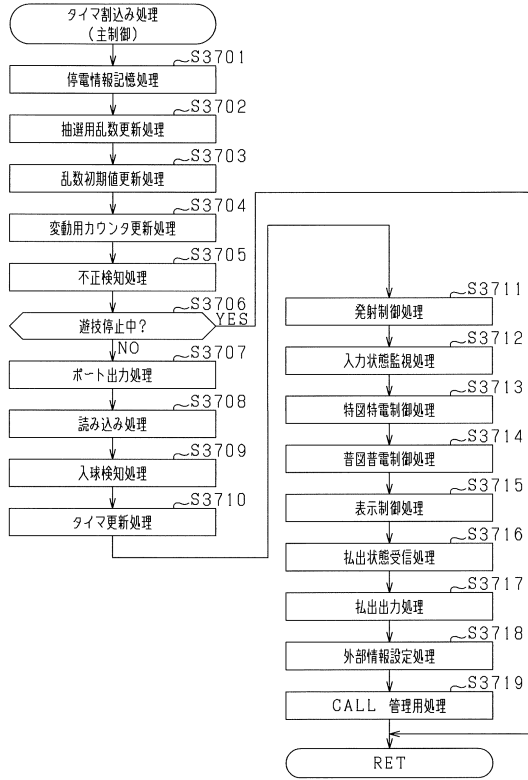 タイマ割込み処理
(主制御)
S3701
停電情報記憶処理
S3702
抽選用乱数更新処理
S3703
乱数初期値更新処理
S3704
変動用カウンタ更新処理
S3705
不正検知処理
S3706
遊技停止中?
YES
NO
S3707
ポート出力処理
S3708
読み込み処理
S3709
入球検知処理
S3710
タイマ更新処理
S3711
発射制御処理
S3712
入力状態監視処理
S3713
特図特電制御処理
S3714
普図普電制御処理
S3715
表示制御処理
S3716
払出状態受信処理
S3717
払出出力処理
S3718
外部情報設定処理
S3719
CALL 管理用処理
RET